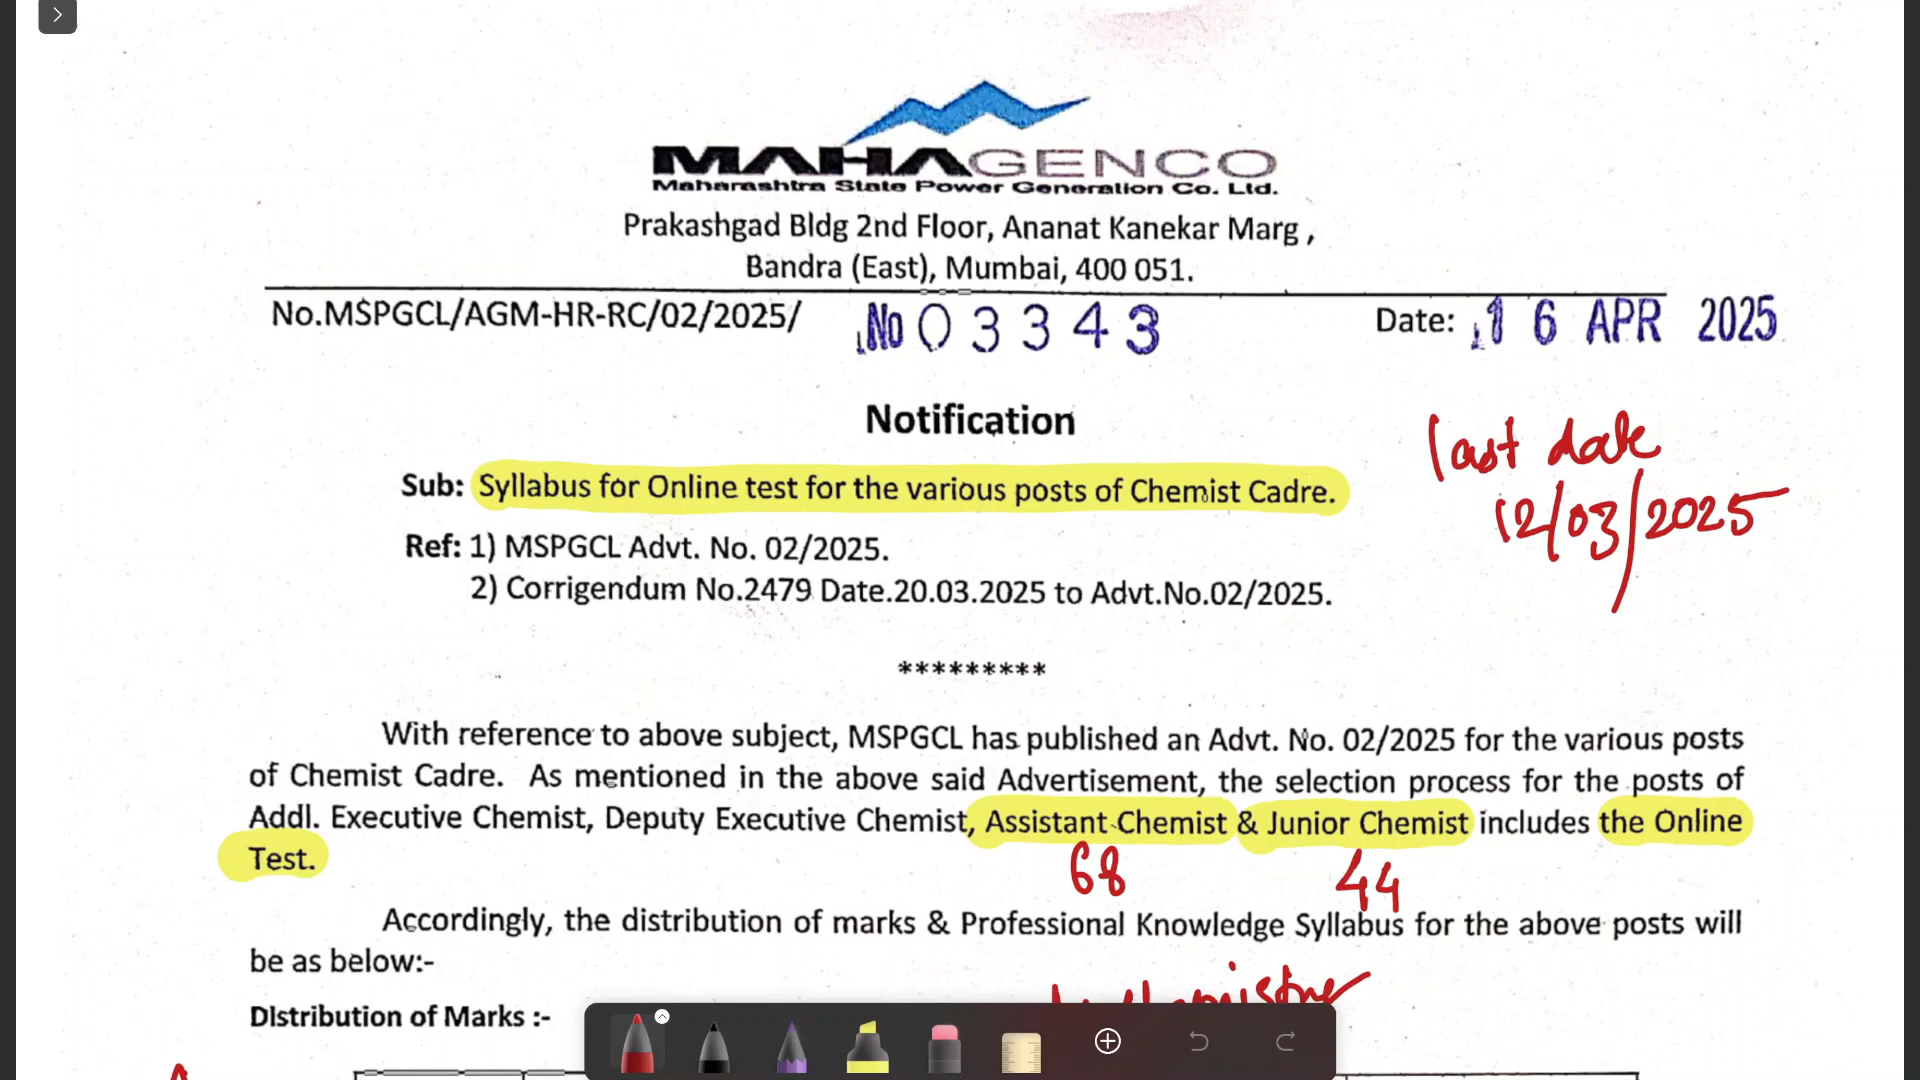 MAHAGENCO
Maharashtra State Power Generation Co. Ltd.
Prakashgad Bldg 2nd Floor, Ananat Kanekar Marg ,
Bandra (East), Mumbai, 400 051.
No.MSPGCL/AGM-HR-RC/02/2025/ No 03343 Date: 16 APR 2025
Notification
last date
12/03/2025
Sub: Syllabus for Online test for the various posts of Chemist Cadre.
Ref: 1) MSPGCL Advt. No. 02/2025.
2) Corrigendum No.2479 Date.20.03.2025 to Advt.No.02/2025.
*********
With reference to above subject, MSPGCL has published an Advt. No. 02/2025 for the various posts
of Chemist Cadre. As mentioned in the above said Advertisement, the selection process for the posts of
Addl. Executive Chemist, Deputy Executive Chemist, Assistant Chemist & Junior Chemist includes the Online
Test.
68 44
Accordingly, the distribution of marks & Professional Knowledge Syllabus for the above posts will
be as below:-
Distribution of Marks :-